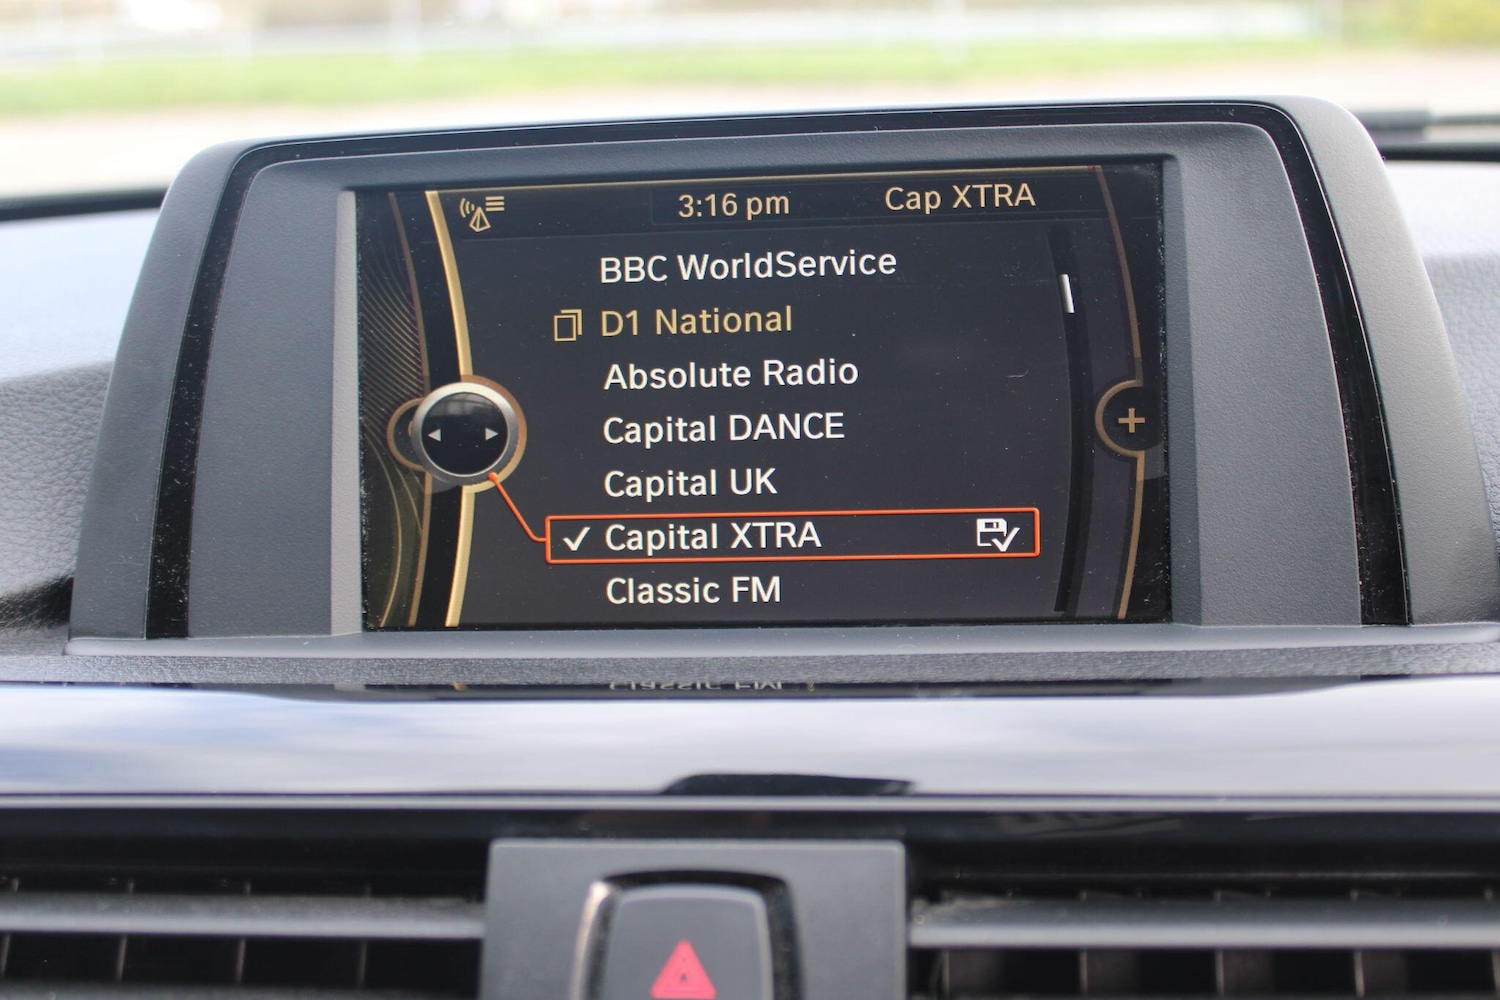 3:16 pm Cap XTRA
BBC WorldService
D1 National
Absolute Radio
Capital DANCE
Capital UK
Capital XTRA
Classic FM